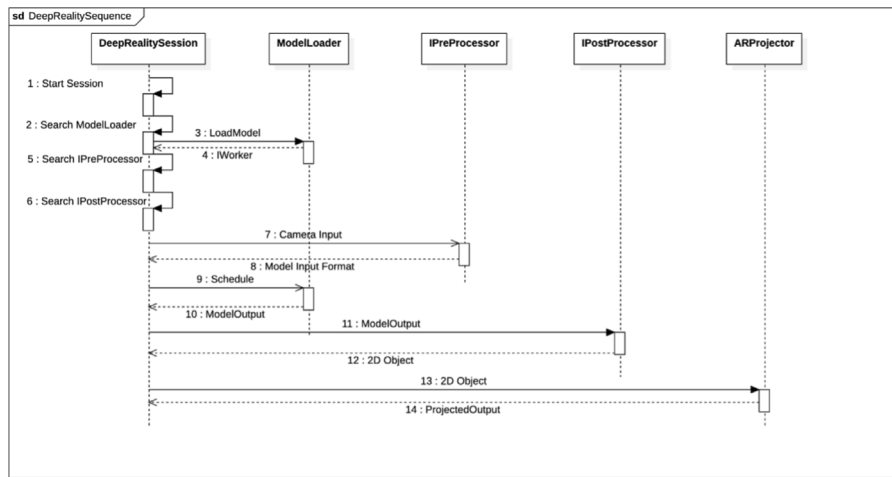 sd DeepRealitySequence
DeepRealitySession
ModelLoader
IPreProcessor
IPostProcessor
ARProjector
1 : Start Session
2 : Search ModelLoader
3 : LoadModel
4 : IWorker
5 : Search IPreProcessor
6 : Search IPostProcessor
7 : Camera Input
8 : Model Input Format
9 : Schedule
10 : ModelOutput
11 : ModelOutput
12 : 2D Object
13 : 2D Object
14 : ProjectedOutput